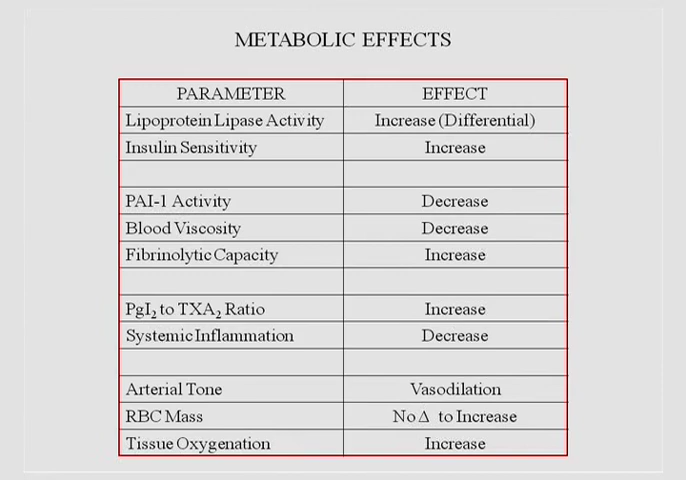 METABOLIC EFFECTS
PARAMETER EFFECT
Lipoprotein Lipase Activity Increase (Differential)
Insulin Sensitivity Increase
PAI-1 Activity Decrease
Blood Viscosity Decrease
Fibrinolytic Capacity Increase
PgI₂ to TXA₂ Ratio Increase
Systemic Inflammation Decrease
Arterial Tone Vasodilation
RBC Mass No Δ to Increase
Tissue Oxygenation Increase